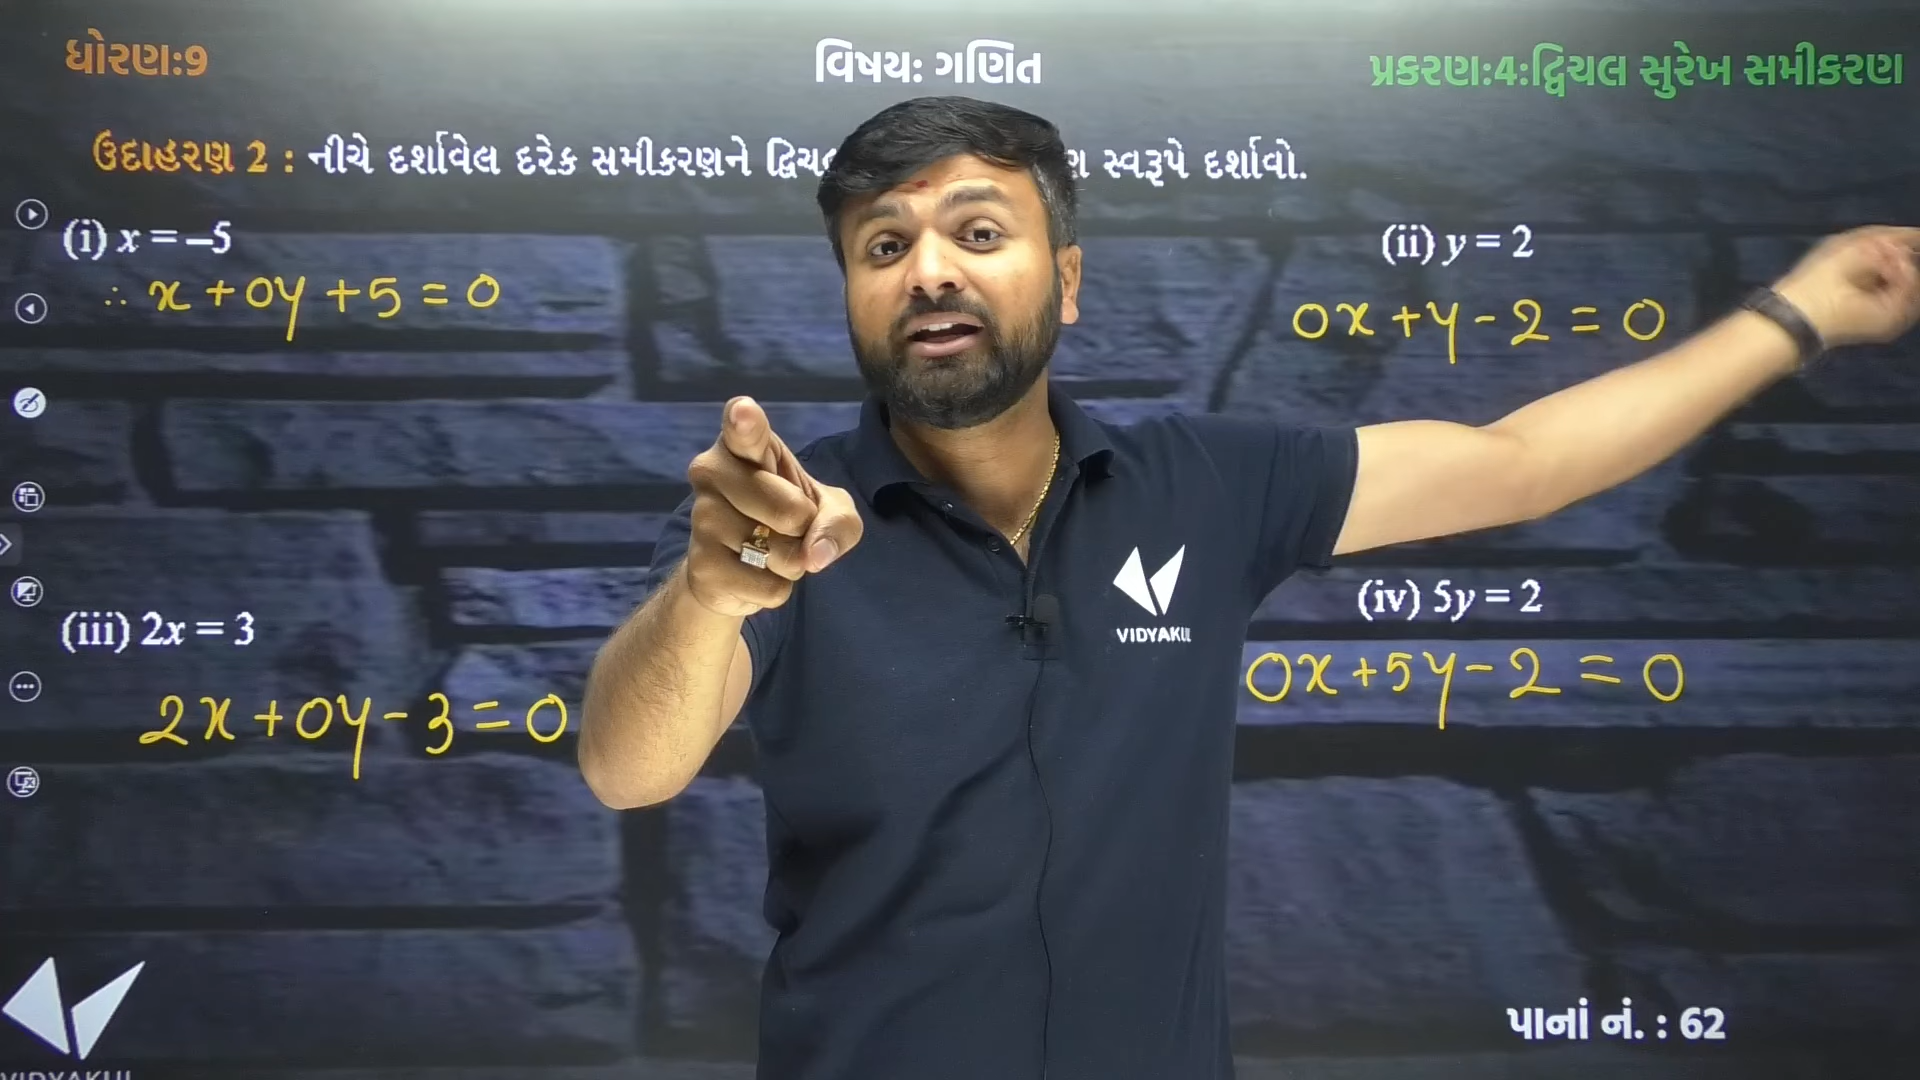 ધોરણ:9
વિષય: ગણિત
પ્રકરણ:4:દ્વિચલ સુરેખ સમીકરણ
ઉદાહરણ 2 : નીચે દર્શાવેલ દરેક સમીકરણને સ્વરૂપે દર્શાવો.
(i) x = –5
∴ x + 0y + 5 = 0
(ii) y = 2
0x + y - 2 = 0
(iii) 2x = 3
2x + 0y - 3 = 0
(iv) 5y = 2
0x + 5y - 2 = 0
VIDYAKUL
પાનાં નં. : 62
VIDYAKUL